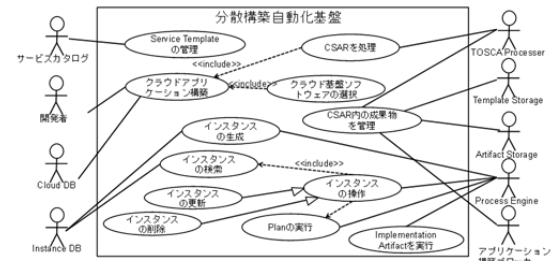 分散構築自動化基盤
Service Template
の管理
CSARを処理
サービスカタログ
TOSCA Processer
<<include>>
クラウドアプリ
ケーション構築
<<include>>
クラウド基盤ソフ
トウェアの選択
開発者
Template Storage
CSAR内の成果物
を管理
インスタンス
の生成
Artifact Storage
Cloud DB
インスタンス
の検索
<<include>>
インスタンス
の操作
Process Engine
インスタンス
の更新
インスタンス
の削除
Planの実行
Implementation
Artifactを実行
Instance DB
アプリケーション
構築ブローカ